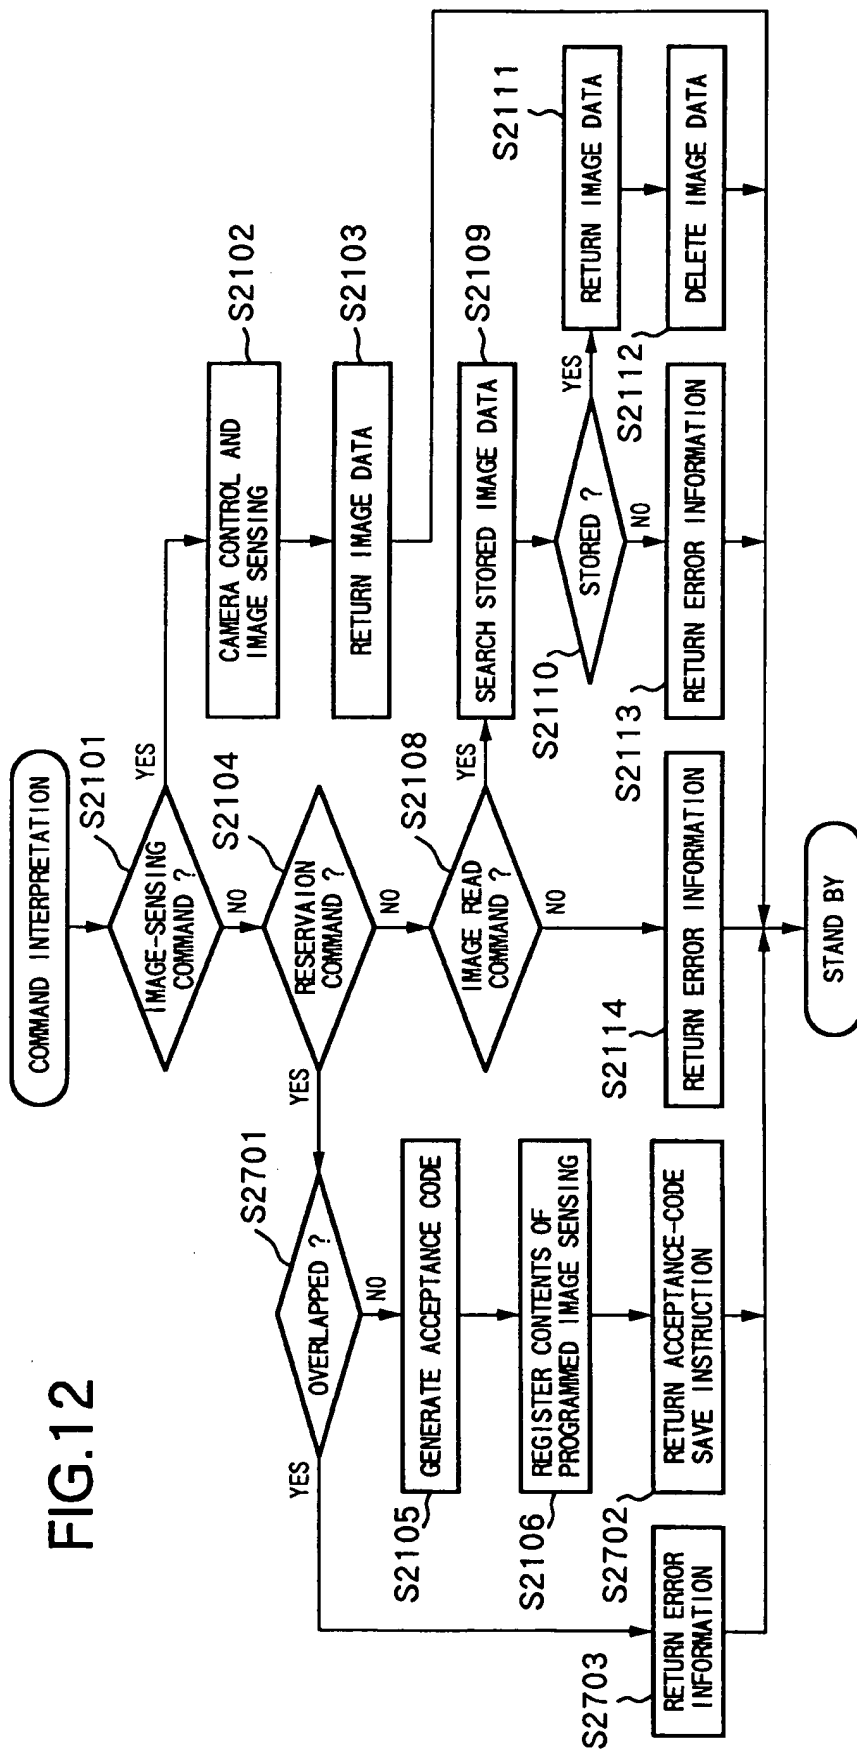 FIG.12
COMMAND INTERPRETATION
S2101
IMAGE-SENSING
COMMAND ?
YES
NO
S2102
CAMERA CONTROL AND
IMAGE SENSING
S2103
RETURN IMAGE DATA
S2104
RESERVAION
COMMAND ?
YES
NO
S2701
OVERLAPPED ?
YES
NO
S2105
GENERATE ACCEPTANCE CODE
S2106
REGISTER CONTENTS OF
PROGRAMMED IMAGE SENSING
S2702
RETURN ACCEPTANCE-CODE
SAVE INSTRUCTION
S2703
RETURN ERROR
INFORMATION
S2108
IMAGE READ
COMMAND ?
YES
NO
S2109
SEARCH STORED IMAGE DATA
S2110
STORED ?
YES
NO
S2111
RETURN IMAGE DATA
S2112
DELETE IMAGE DATA
S2113
RETURN ERROR INFORMATION
S2114
RETURN ERROR INFORMATION
STAND BY